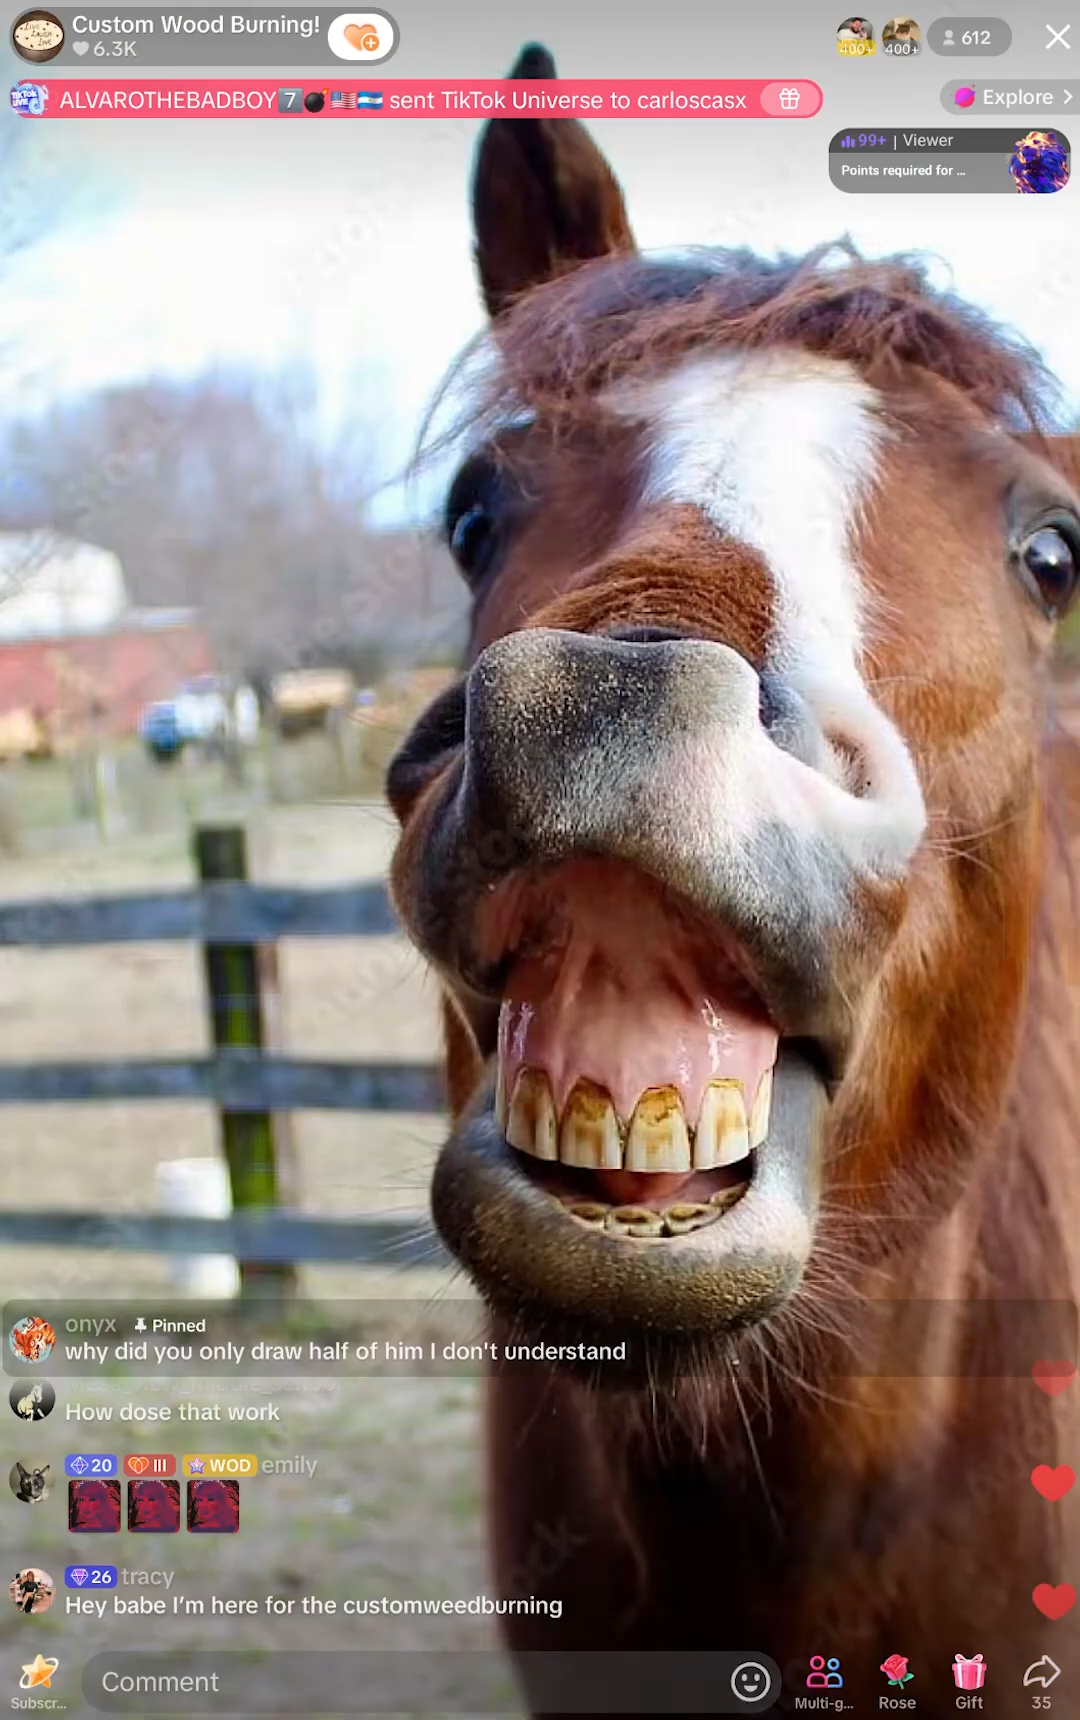 Custom Wood Burning!
6.3K
400+
400+
612
ALVAROTHEBADBOY7️💣🇺🇸🇭🇳 sent TikTok Universe to carloscasx
Explore
99+ | Viewer
Points required for ...
onyx Pinned
why did you only draw half of him I don't understand
How dose that work
20 III WOD emily
26 tracy
Hey babe I’m here for the customweedburning
Comment
Subscr...
Multi-g...
Rose
Gift
35